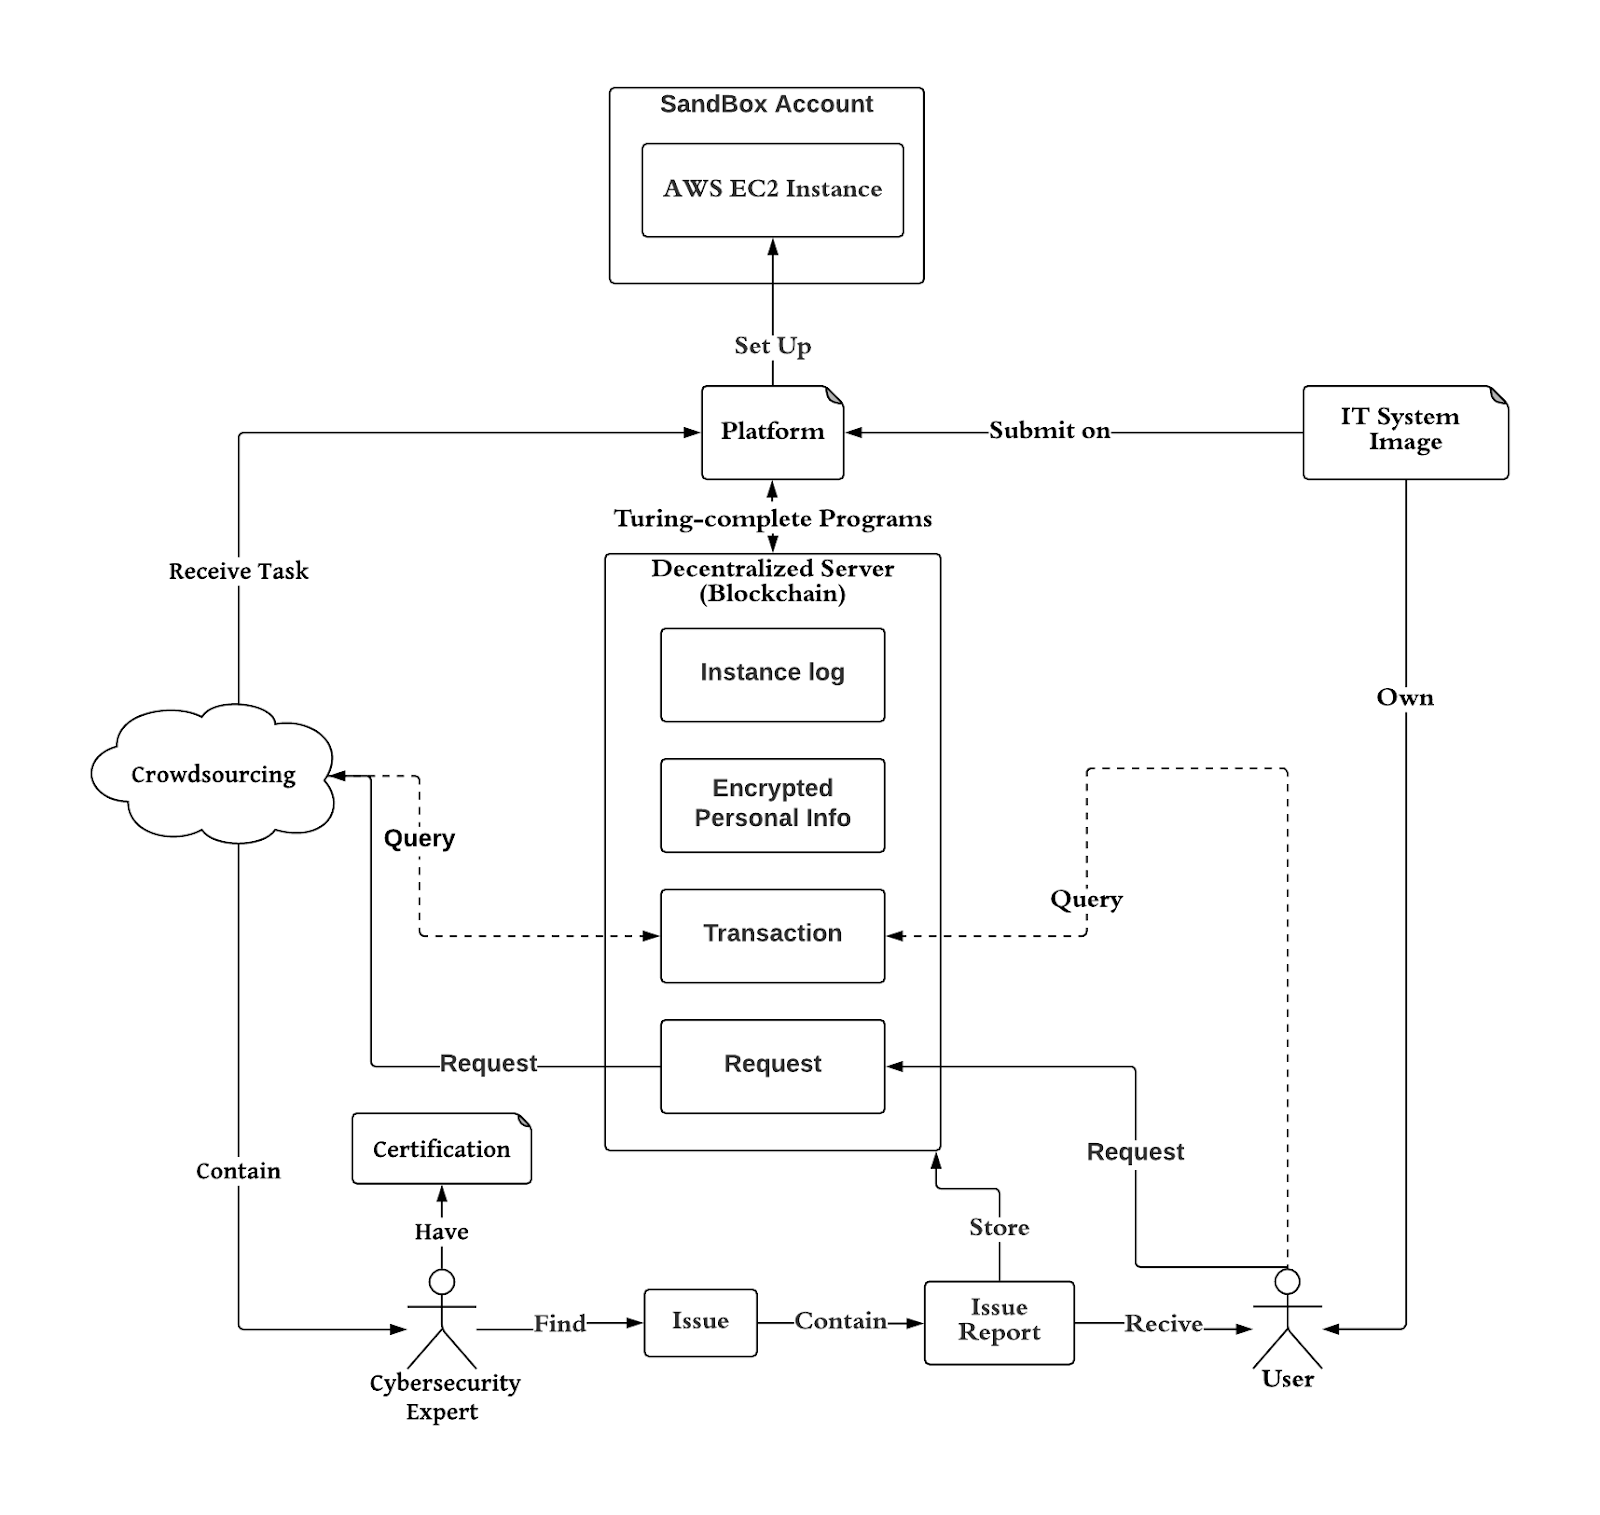 SandBox Account
AWS EC2 Instance
Set Up
Platform
Submit on
IT System
Image
Turing-complete Programs
Decentralized Server
(Blockchain)
Receive Task
Instance log
Own
Crowdsourcing
Encrypted
Personal Info
Query
Query
Transaction
Request
Request
Certification
Request
Contain
Have
Store
Find
Issue
Contain
Issue
Report
Recive
Cybersecurity
Expert
User